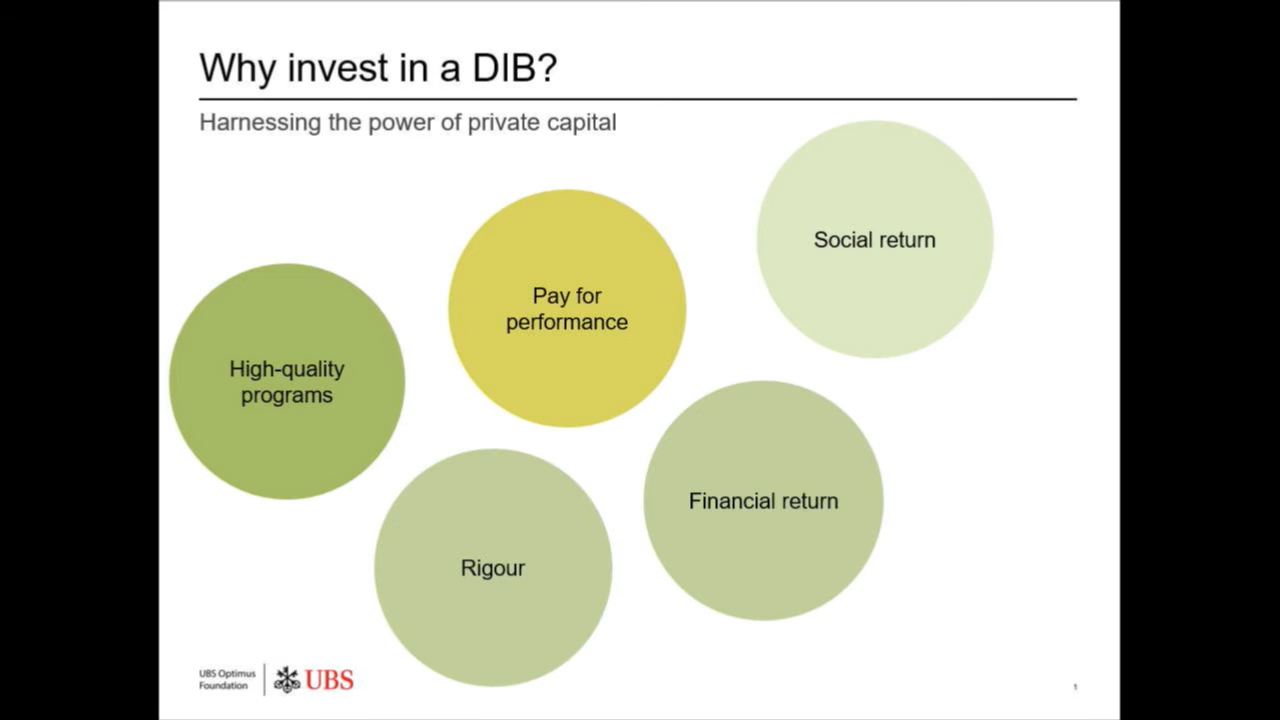 Why invest in a DIB?
Harnessing the power of private capital
Social return
Pay for
performance
High-quality
programs
Financial return
Rigour
UBS Optimus
Foundation
UBS
1